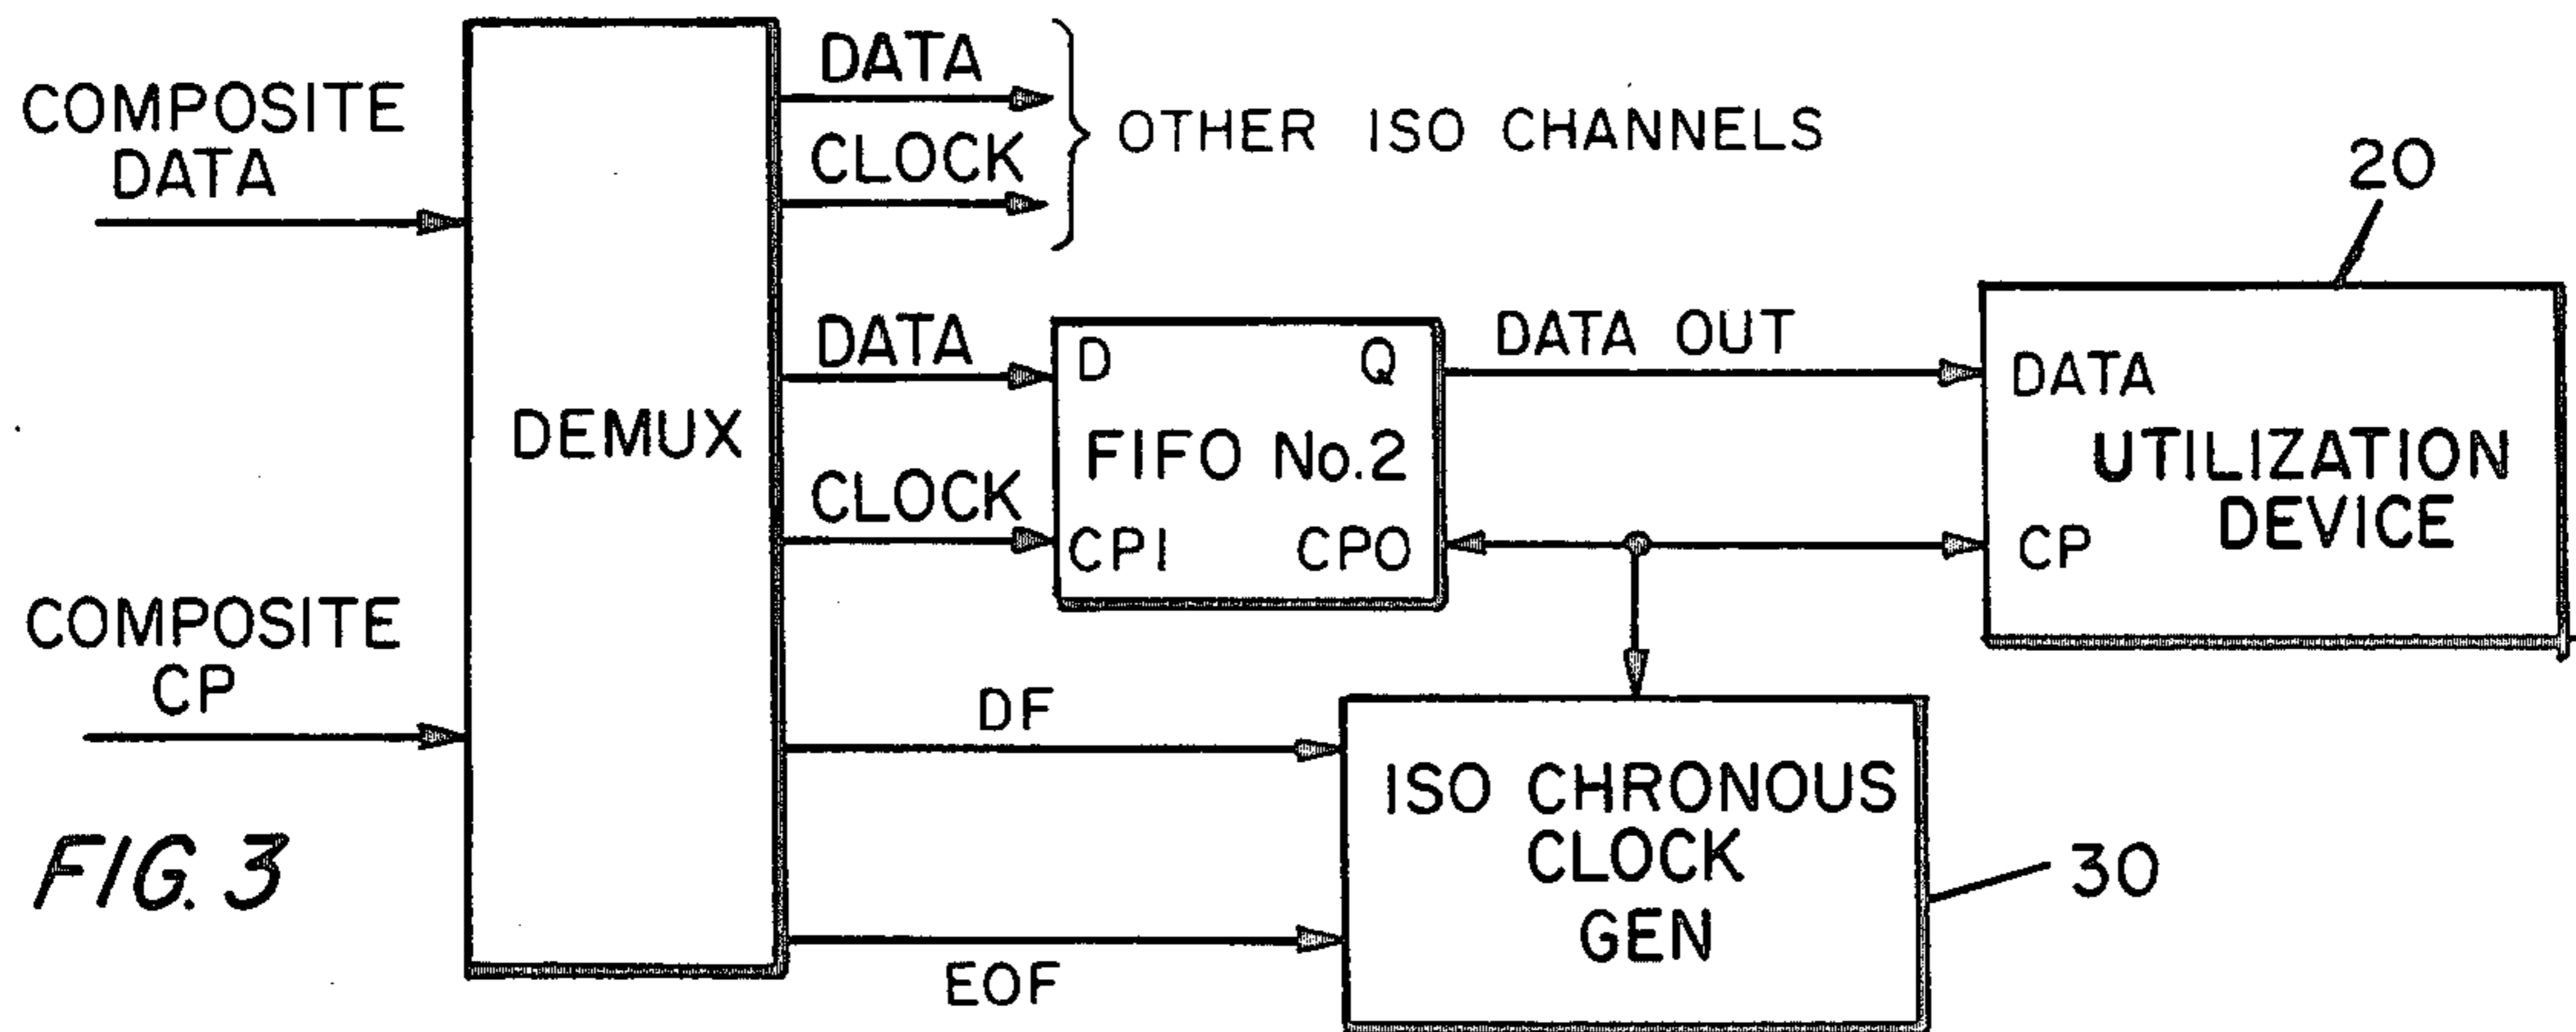 COMPOSITE
DATA
COMPOSITE
CP
FIG. 3
DEMUX
DATA
CLOCK
OTHER ISO CHANNELS
DATA
CLOCK
D
Q
FIFO No.2
CPI
CPO
DATA OUT
20
DATA
UTILIZATION
DEVICE
CP
DF
EOF
ISO CHRONOUS
CLOCK
GEN
30